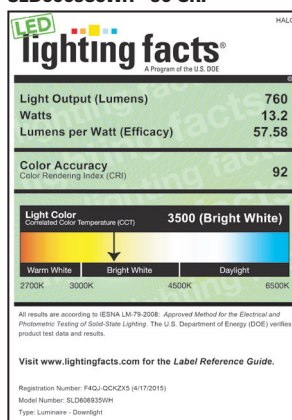 HALO
LED
lighting facts®
A Program of the U.S. DOE
Light Output (Lumens) 760
Watts 13.2
Lumens per Watt (Efficacy) 57.58
Color Accuracy 92
Color Rendering Index (CRI)
Light Color 3500 (Bright White)
Correlated Color Temperature (CCT)
Warm White Bright White Daylight
2700K 3000K 4500K 6500K
All results are according to IESNA LM-79-2008: Approved Method for the Electrical and
Photometric Testing of Solid-State Lighting. The U.S. Department of Energy (DOE) verifies
product test data and results.
Visit www.lightingfacts.com for the Label Reference Guide.
Registration Number: F4QJ-QCKZX5 (4/17/2015)
Model Number: SLD606935WH
Type: Luminaire - Downlight